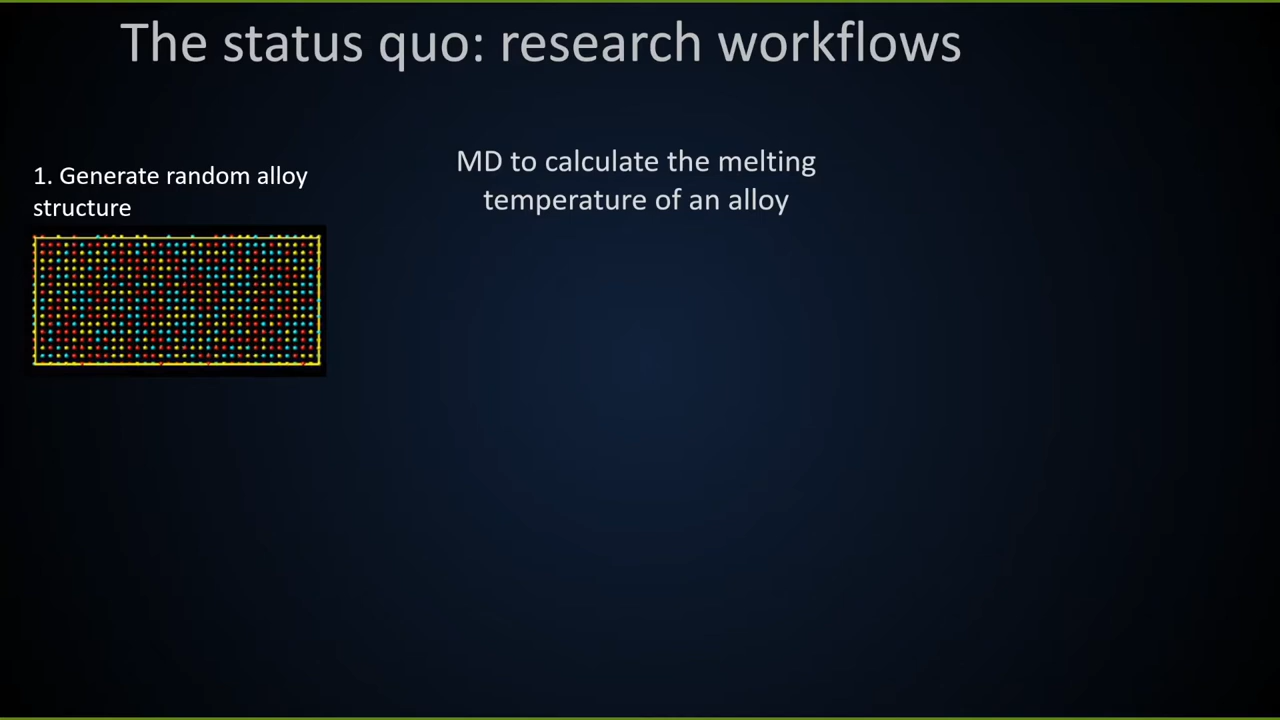 The status quo: research workflows
1. Generate random alloy
structure
MD to calculate the melting
temperature of an alloy